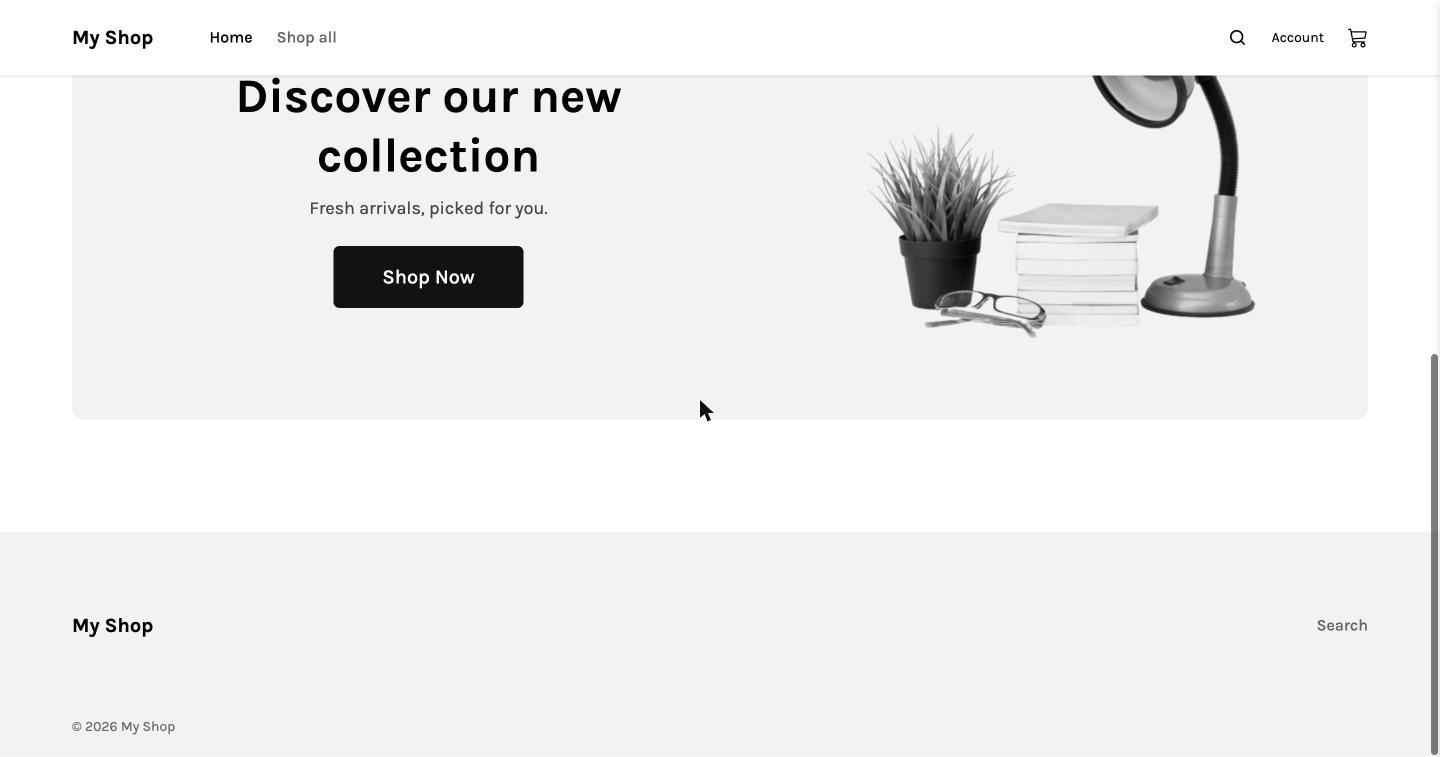 My Shop
Home
Shop all
Account
Discover our new
collection
Fresh arrivals, picked for you.
Shop Now
My Shop
Search
© 2026 My Shop